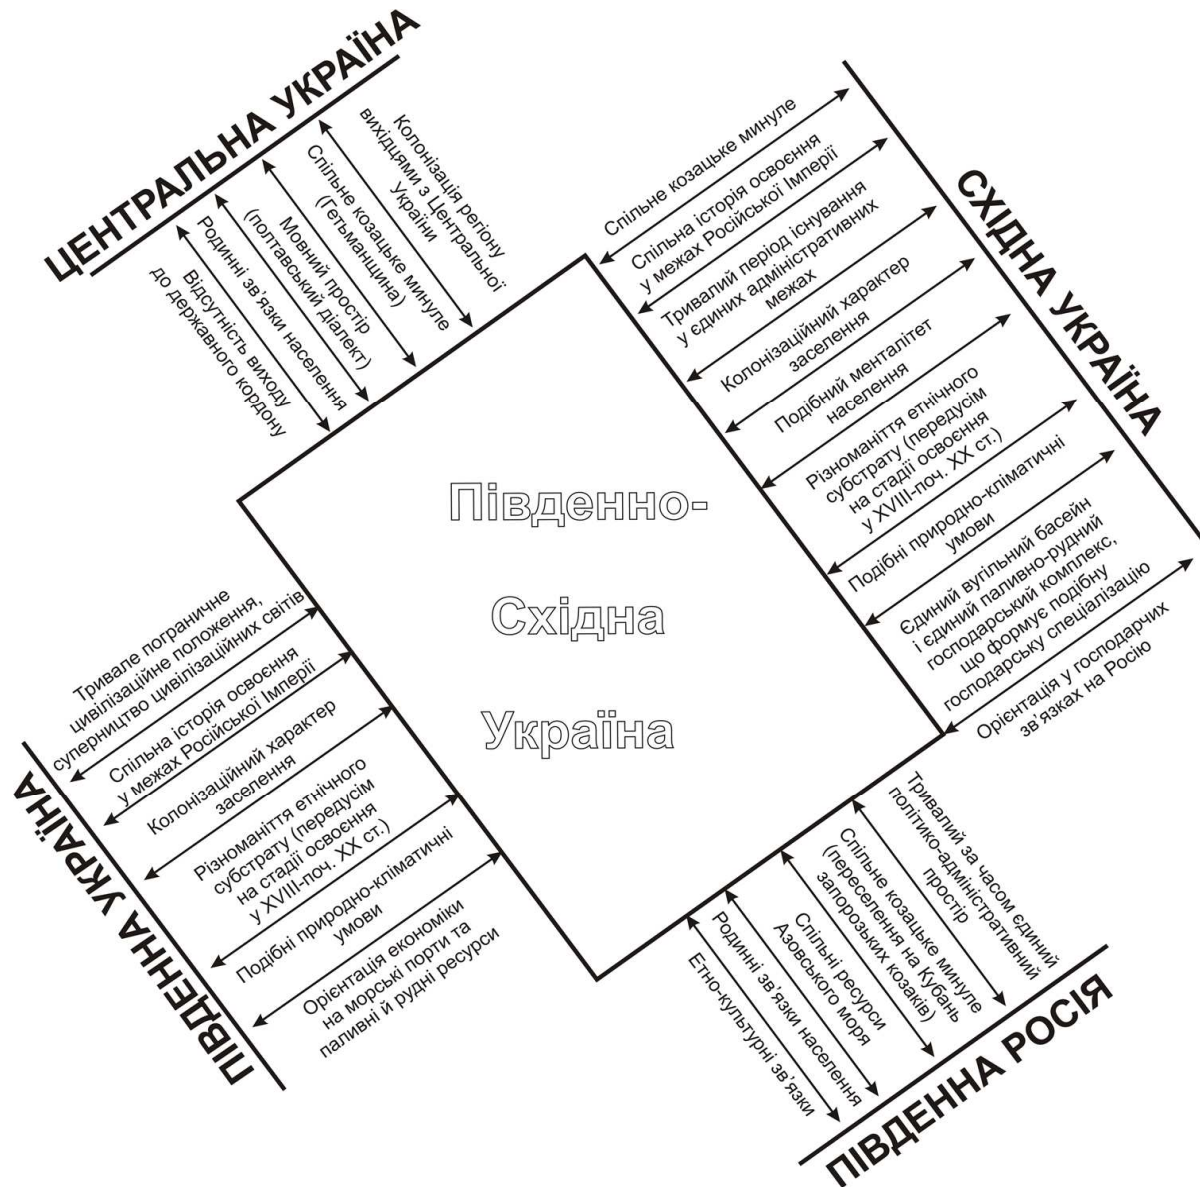 ЦЕНТРАЛЬНА УКРАЇНА
Колонізація регіону
вихідцями з Центральної
України
Спільне козацьке минуле
(Гетьманщина)
Мовний простір
(полтавський діалект)
Родинні зв'язки населення
Відсутність виходу
до державного кордону
СХІДНА УКРАЇНА
Спільне козацьке минуле
Спільна історія освоєння
у межах Російської Імперії
Тривалий період існування
у єдиних адміністративних
межах
Колонізаційний характер
заселення
Подібний менталітет
населення
Різноманіття етнічного
субстрату (передусім
на стадії освоєння
у XVIII-поч. XX ст.)
Подібні природно-кліматичні
умови
Єдиний вугільний басейн
і єдиний паливно-рудний
господарський комплекс,
що формує подібну
господарську спеціалізацію
Орієнтація у господарчих
зв'язках на Росію
Південно-
Східна
Україна
ПІВДЕННА УКРАЇНА
Тривале пограничне
цивілізаційне положення,
суперництво цивілізаційних світів
Спільна історія освоєння
у межах Російської Імперії
Колонізаційний характер
заселення
Різноманіття етнічного
субстрату (передусім
на стадії освоєння
у XVIII-поч. XX ст.)
Подібні природно-кліматичні
умови
Орієнтація економіки
на морські порти та
паливні й рудні ресурси
ПІВДЕННА РОСІЯ
Тривалий за часом єдиний
політико-адміністративний
простір
Спільне козацьке минуле
(переселення на Кубань
запорозьких козаків)
Спільні ресурси
Азовського моря
Родинні зв'язки населення
Етно-культурні зв'язки